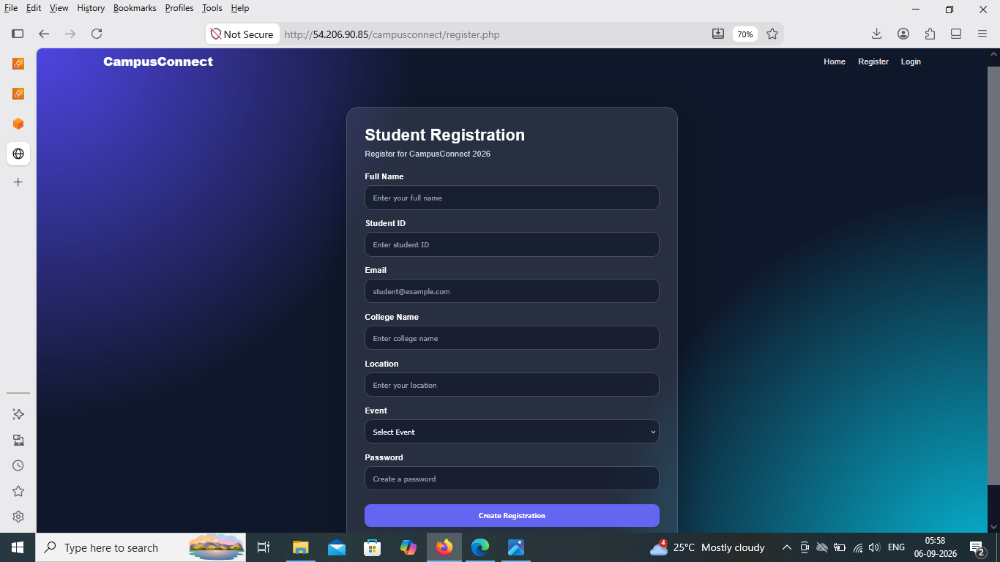 File Edit View History Bookmarks Profiles Tools Help
Not Secure http://54.206.90.85/campusconnect/register.php 70%
CampusConnect Home Register Login
Student Registration
Register for CampusConnect 2026
Full Name
Enter your full name
Student ID
Enter student ID
Email
student@example.com
College Name
Enter college name
Location
Enter your location
Event
Select Event
Password
Create a password
Create Registration
Type here to search 4 25°C Mostly cloudy ENG 05:58
06-09-2026 2